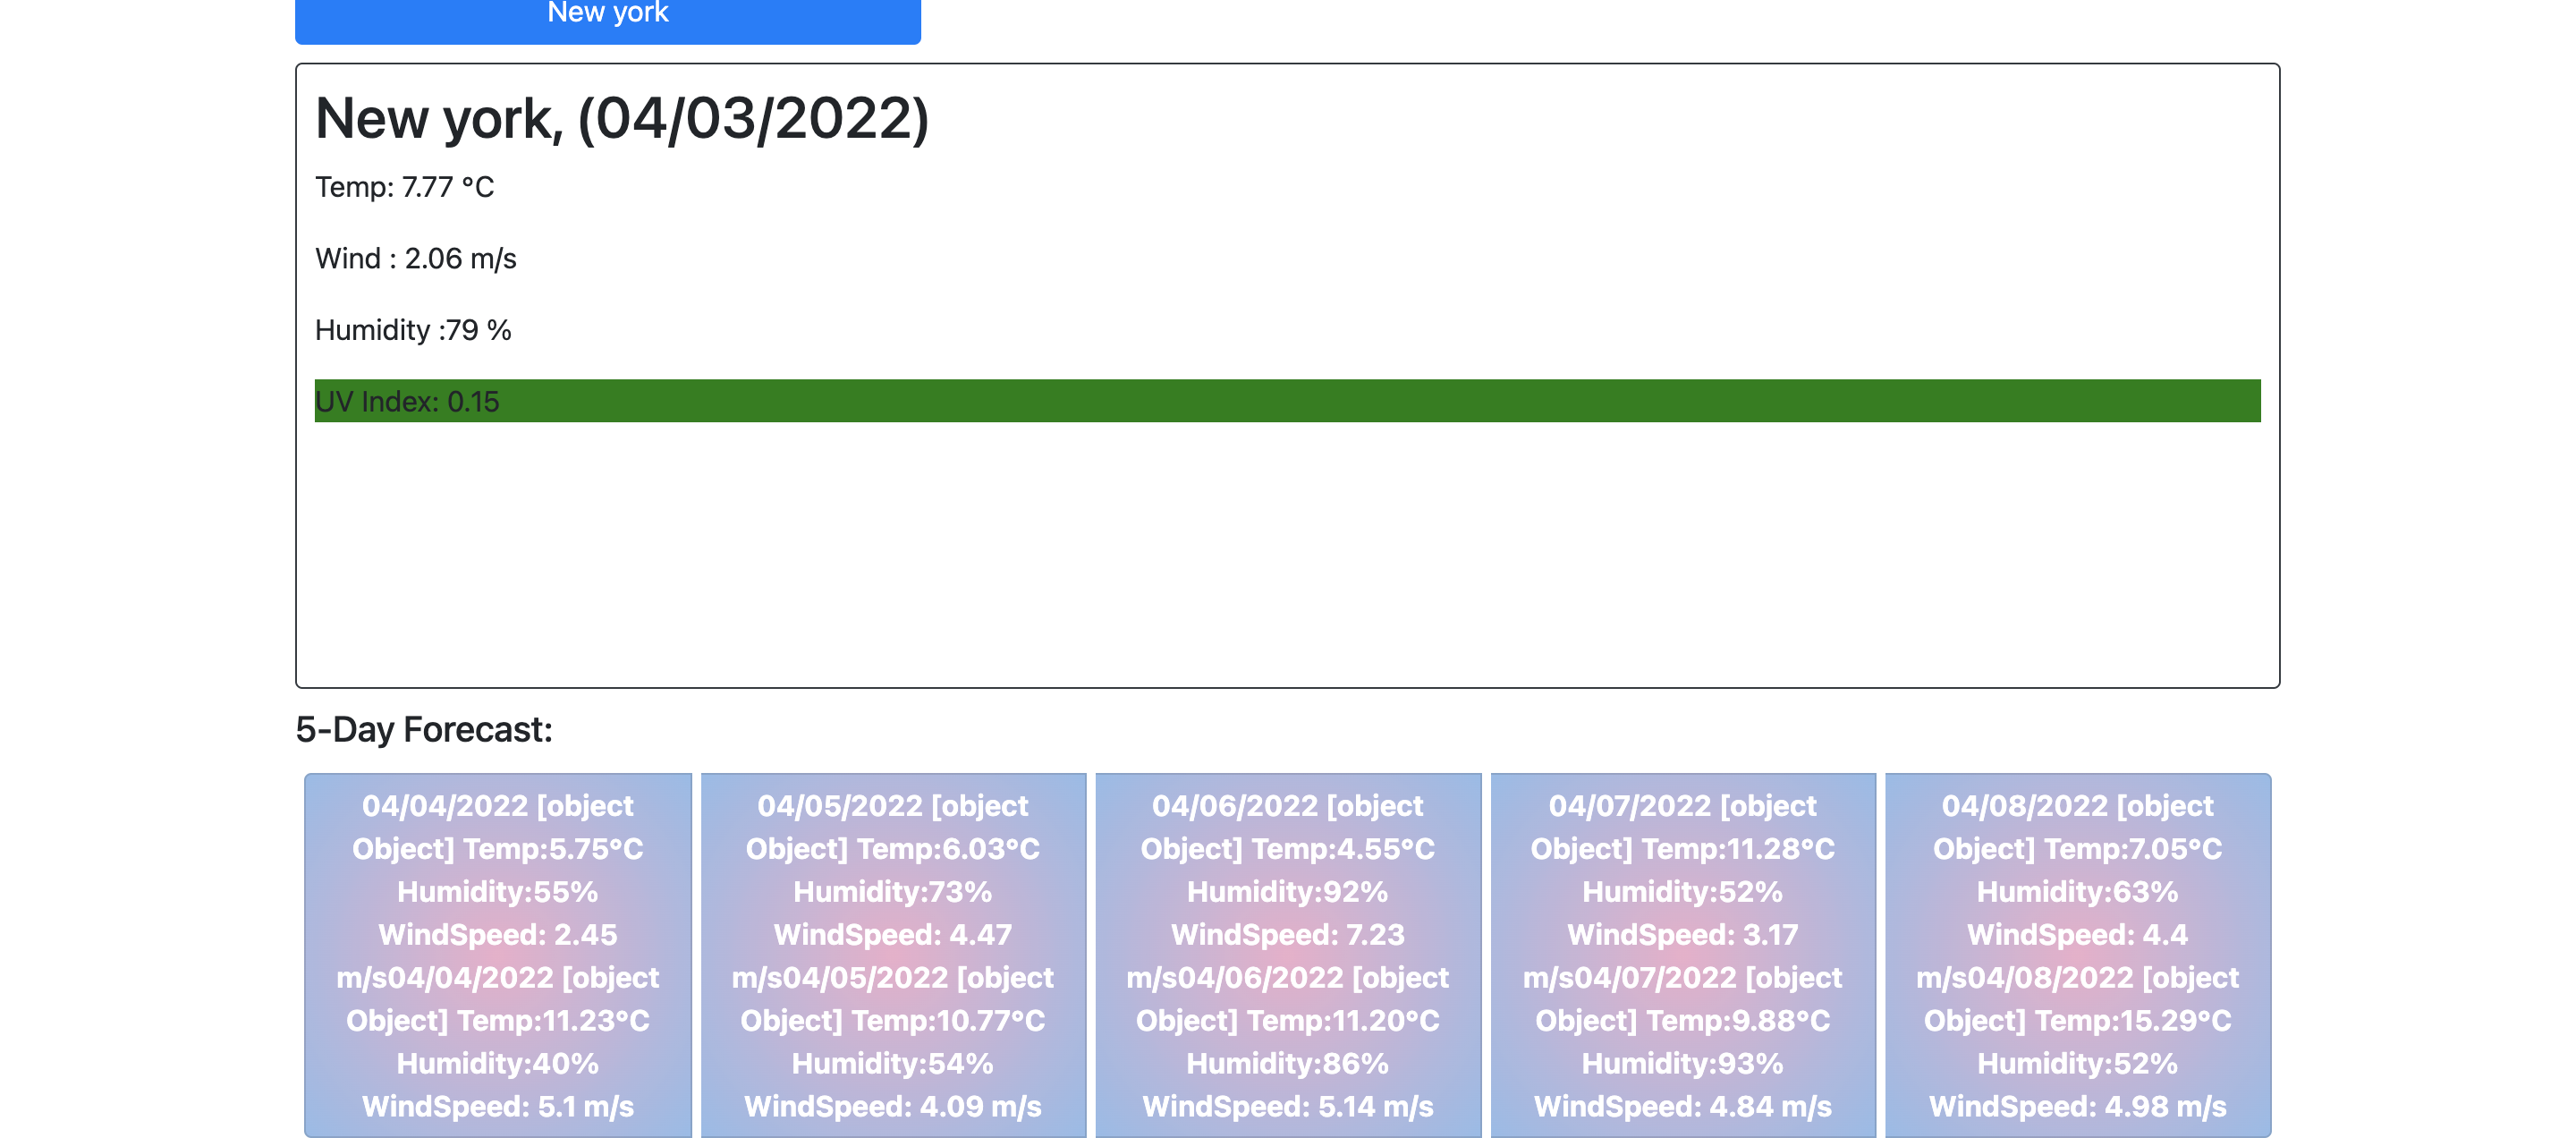 New york
New york, (04/03/2022)
Temp: 7.77 °C
Wind : 2.06 m/s
Humidity :79 %
UV Index: 0.15
5-Day Forecast:
04/04/2022 [object
Object] Temp:5.75°C
Humidity:55%
WindSpeed: 2.45
m/s04/04/2022 [object
Object] Temp:11.23°C
Humidity:40%
WindSpeed: 5.1 m/s
04/05/2022 [object
Object] Temp:6.03°C
Humidity:73%
WindSpeed: 4.47
m/s04/05/2022 [object
Object] Temp:10.77°C
Humidity:54%
WindSpeed: 4.09 m/s
04/06/2022 [object
Object] Temp:4.55°C
Humidity:92%
WindSpeed: 7.23
m/s04/06/2022 [object
Object] Temp:11.20°C
Humidity:86%
WindSpeed: 5.14 m/s
04/07/2022 [object
Object] Temp:11.28°C
Humidity:52%
WindSpeed: 3.17
m/s04/07/2022 [object
Object] Temp:9.88°C
Humidity:93%
WindSpeed: 4.84 m/s
04/08/2022 [object
Object] Temp:7.05°C
Humidity:63%
WindSpeed: 4.4
m/s04/08/2022 [object
Object] Temp:15.29°C
Humidity:52%
WindSpeed: 4.98 m/s